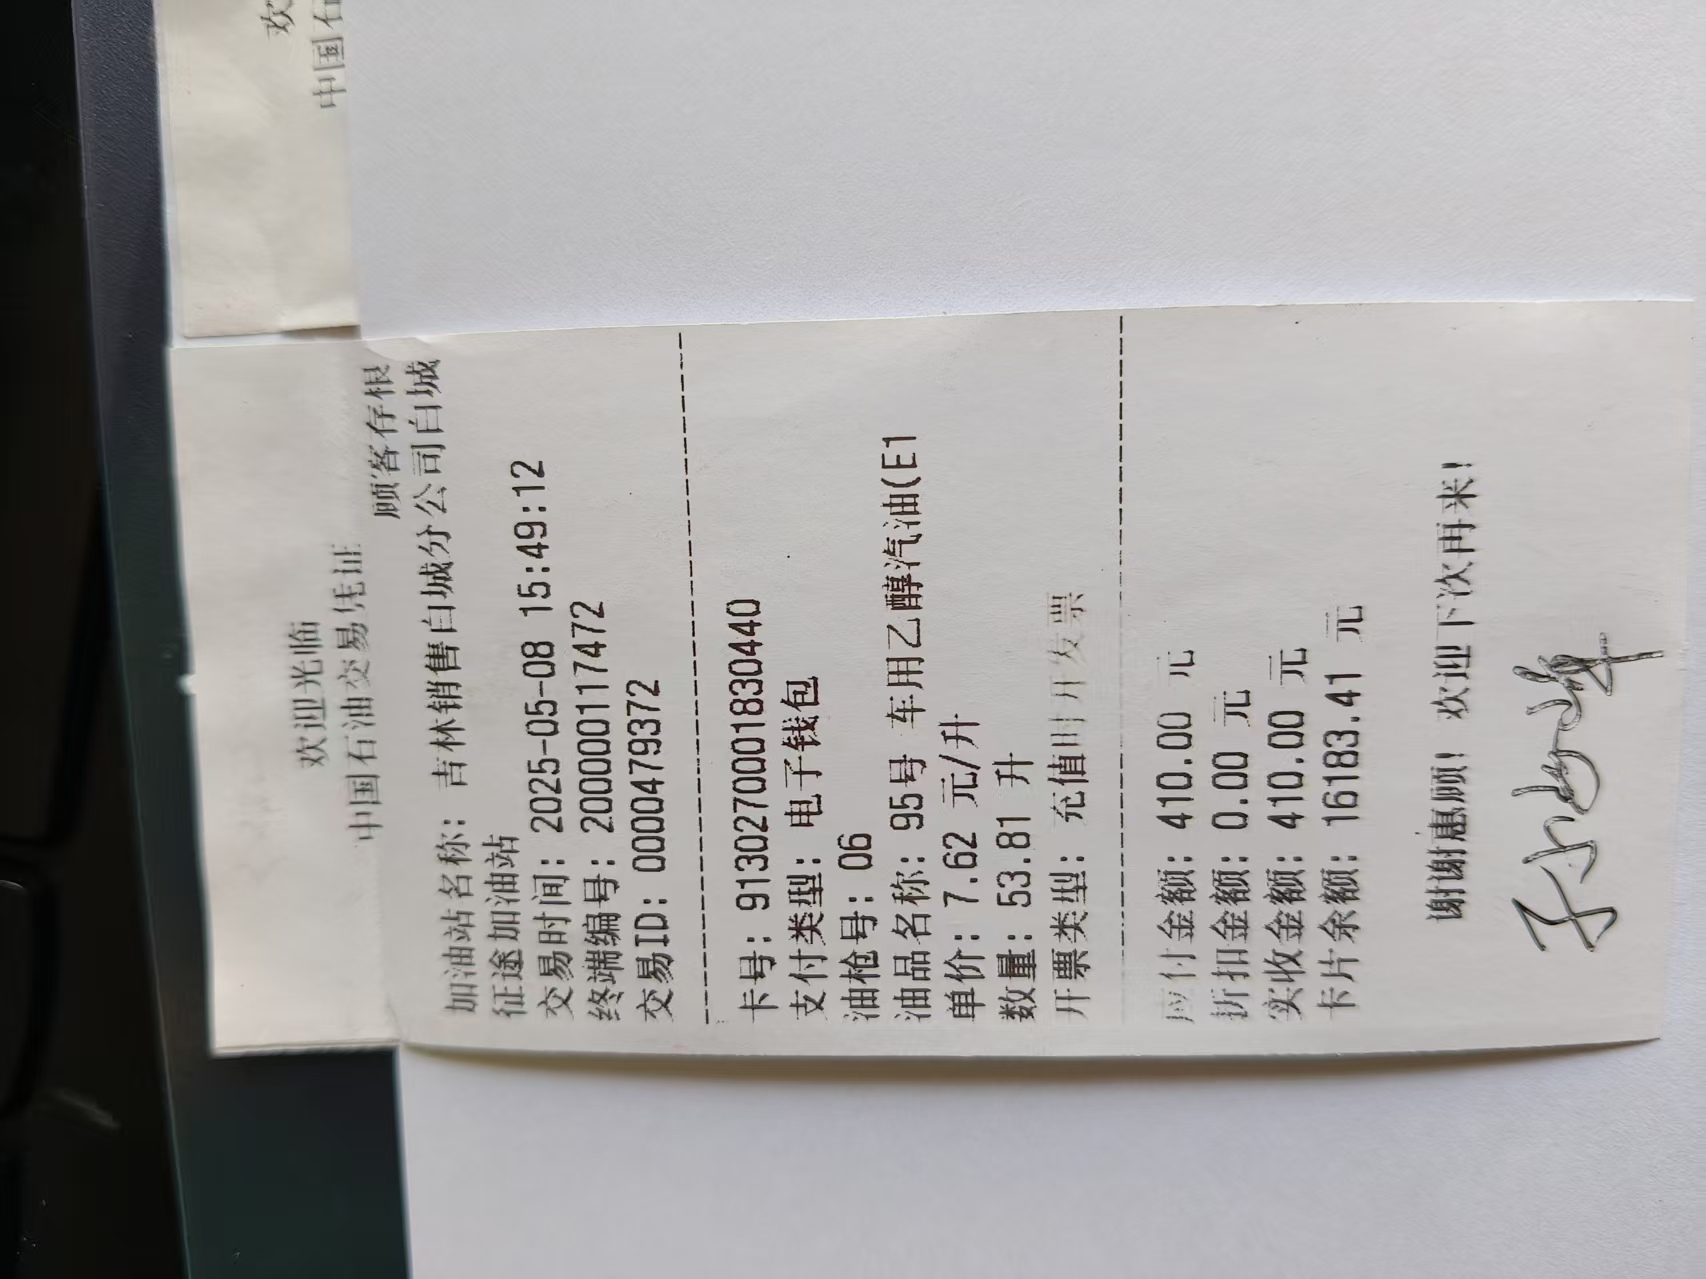 欢
中国石
欢迎光临
中国石油交易凭证
顾客存根
加油站名称: 吉林销售白城分公司白城
征途加油站
交易时间: 2025-05-08 15:49:12
终端编号: 200000117472
交易ID: 0000479372
卡号: 9130270001830440
支付类型: 电子钱包
油枪号: 06
油品名称: 95号 车用乙醇汽油(E1
单价: 7.62 元/升
数量: 53.81 升
开票类型: 充值时开发票
应付金额: 410.00 元
折扣金额: 0.00 元
实收金额: 410.00 元
卡片余额: 16183.41 元
谢谢惠顾! 欢迎下次再来!